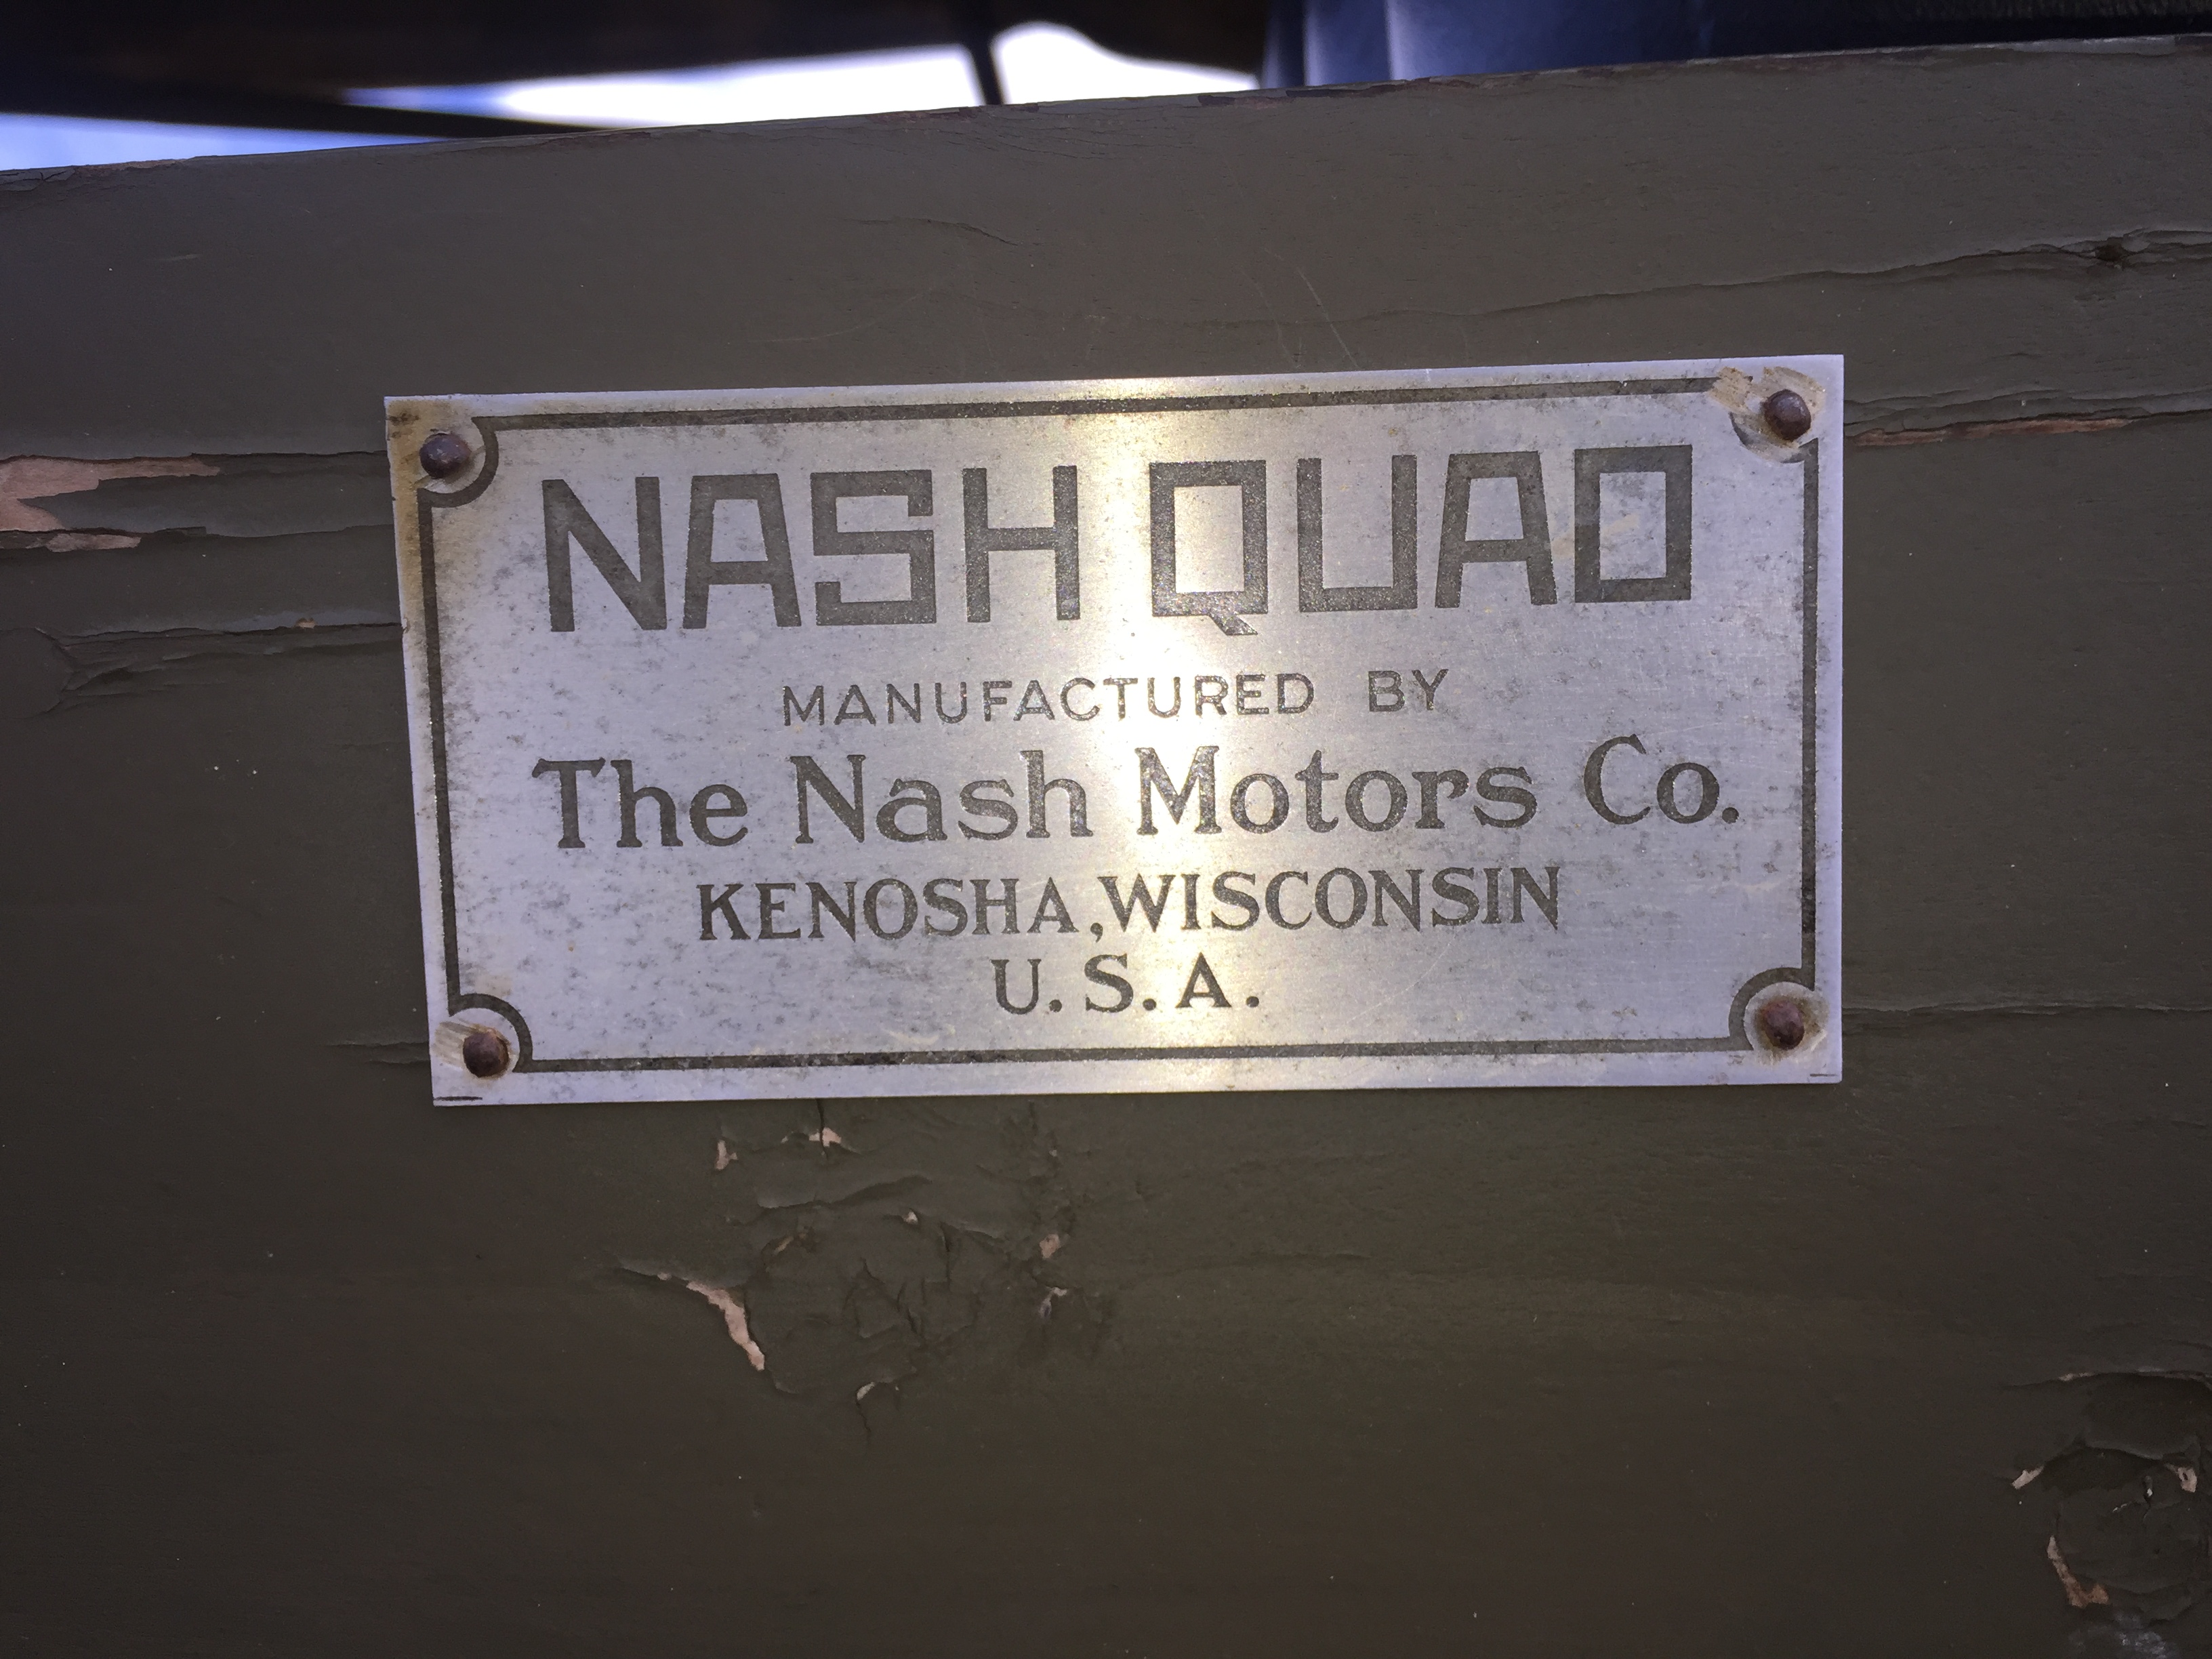 NASH QUAD
MANUFACTURED BY
The Nash Motors Co.
KENOSHA, WISCONSIN
U.S.A.